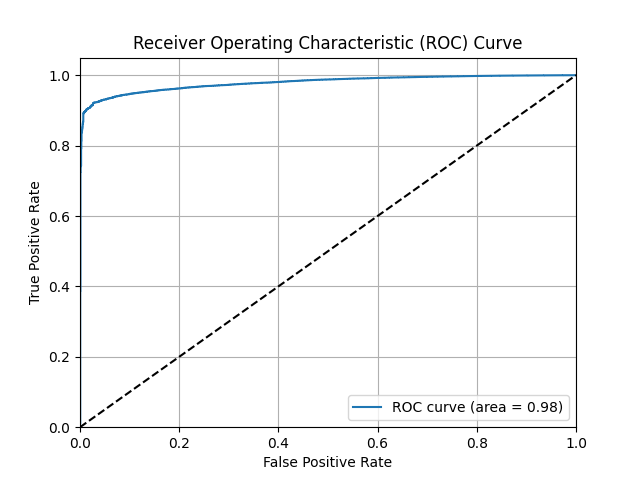 Receiver Operating Characteristic (ROC) Curve
1.0
0.8
0.6
0.4
0.2
0.0
True Positive Rate
ROC curve (area = 0.98)
0.0 0.2 0.4 0.6 0.8 1.0
False Positive Rate